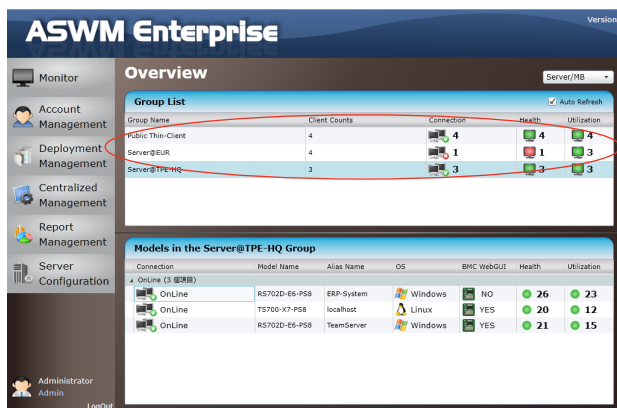 ASWM Enterprise
Version
Monitor
Account
Management
Deployment
Management
Centralized
Management
Report
Management
Server
Configuration
Administrator
Admin
LogOut
Overview
Server/MB
Group List
Auto Refresh
Group Name Client Counts Connection Health Utilization
Public Thin-Client 4 4 4 4
Server@EUR 4 1 1 3
Server@TPE-HQ 3 3 3 3
Models in the Server@TPE-HQ Group
Connection Model Name Alias Name OS BMC WebGUI Health Utilization
OnLine (3 個項目)
OnLine RS702D-E6-PS8 ERP-System Windows NO 26 23
OnLine TS700-X7-PS8 localhost Linux YES 20 12
OnLine RS702D-E6-PS8 TeamServer Windows YES 21 15